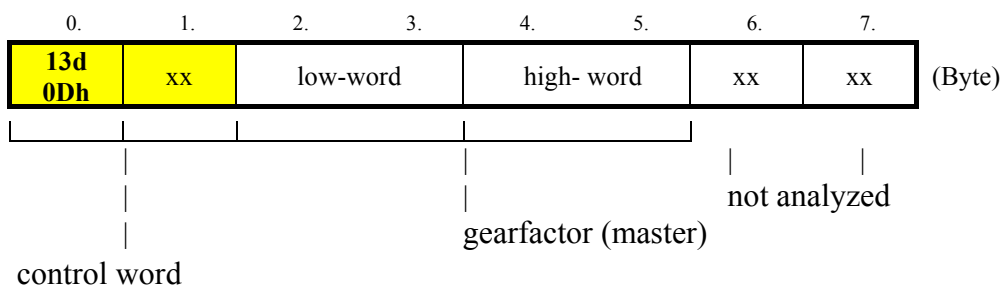 0. 1. 2. 3. 4. 5. 6. 7.
13d
0Dh
xx
low-word
high- word
xx
xx
(Byte)
not analyzed
gearfactor (master)
control word